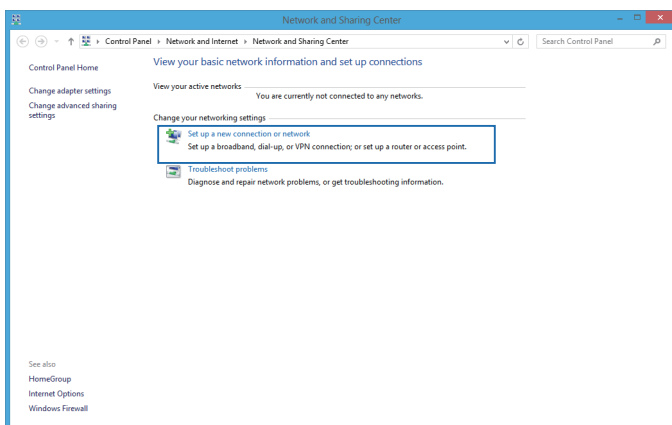 Network and Sharing Center
Control Panel › Network and Internet › Network and Sharing Center
Search Control Panel
Control Panel Home
Change adapter settings
Change advanced sharing
settings
View your basic network information and set up connections
View your active networks
You are currently not connected to any networks.
Change your networking settings
Set up a new connection or network
Set up a broadband, dial-up, or VPN connection; or set up a router or access point.
Troubleshoot problems
Diagnose and repair network problems, or get troubleshooting information.
See also
HomeGroup
Internet Options
Windows Firewall